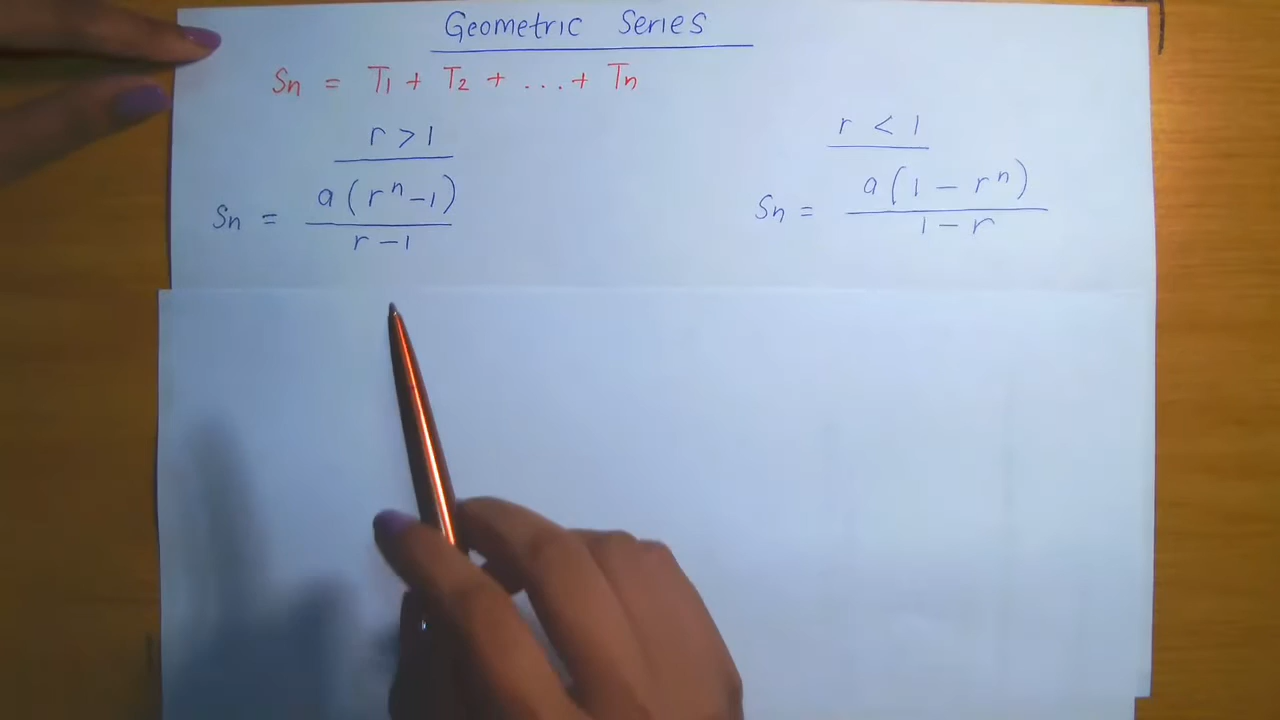 Geometric Series
Sn = T1 + T2 + ... + Tn
r > 1
Sn = a(r^n - 1) / r - 1
r < 1
Sn = a(1 - r^n) / 1 - r